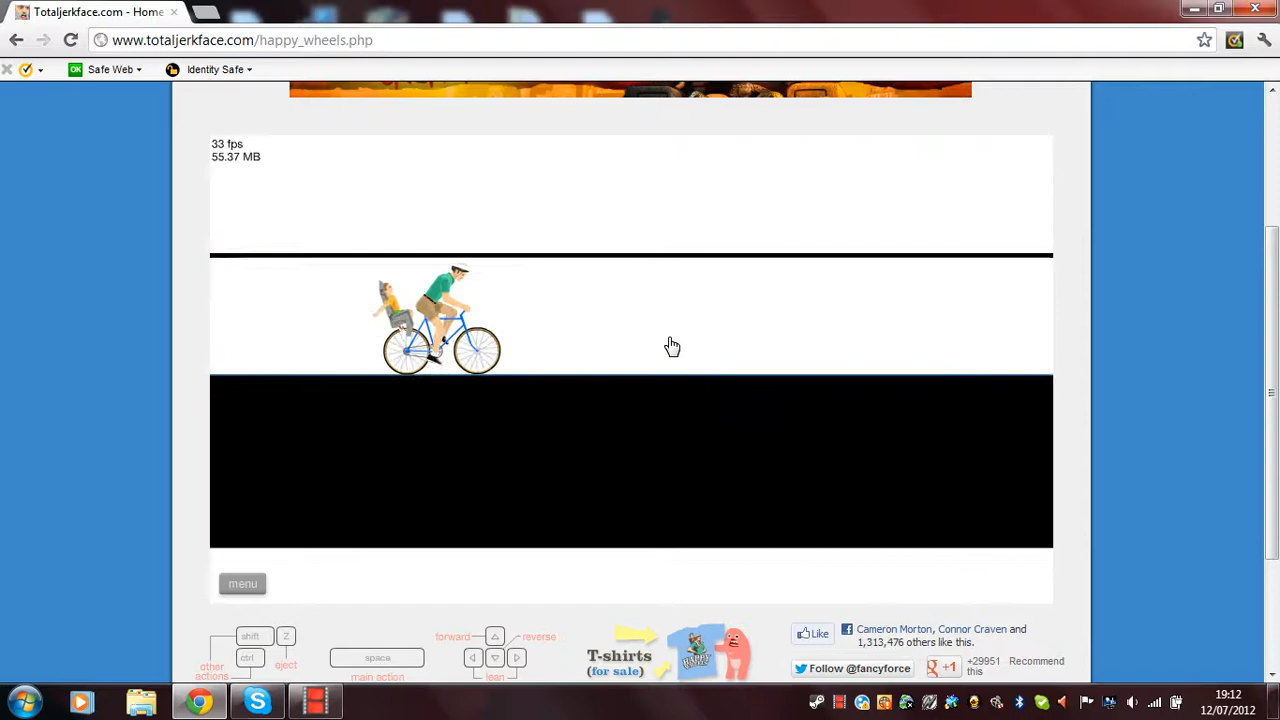 Totaljerkface.com - Home
www.totaljerkface.com/happy_wheels.php
OK Safe Web
Identity Safe
33 fps
55.37 MB
menu
shift Z
ctrl
other actions
eject
space
main action
forward
reverse
lean
T-shirts
(for sale)
HAPPY
Like
Cameron Morton, Connor Craven and
1,313,476 others like this.
Follow @fancyforce
+1
+29951 Recommend
this
19:12
12/07/2012